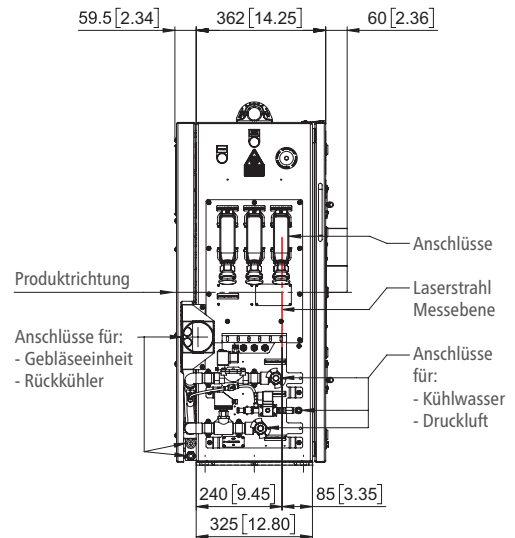 59.5[2.34] 362[14.25] 60[2.36]
Anschlüsse
Produktrichtung
Laserstrahl
Messebene
Anschlüsse für:
- Gebläseeinheit
- Rückkühler
Anschlüsse
für:
- Kühlwasser
- Druckluft
240[9.45] 85[3.35]
325[12.80]